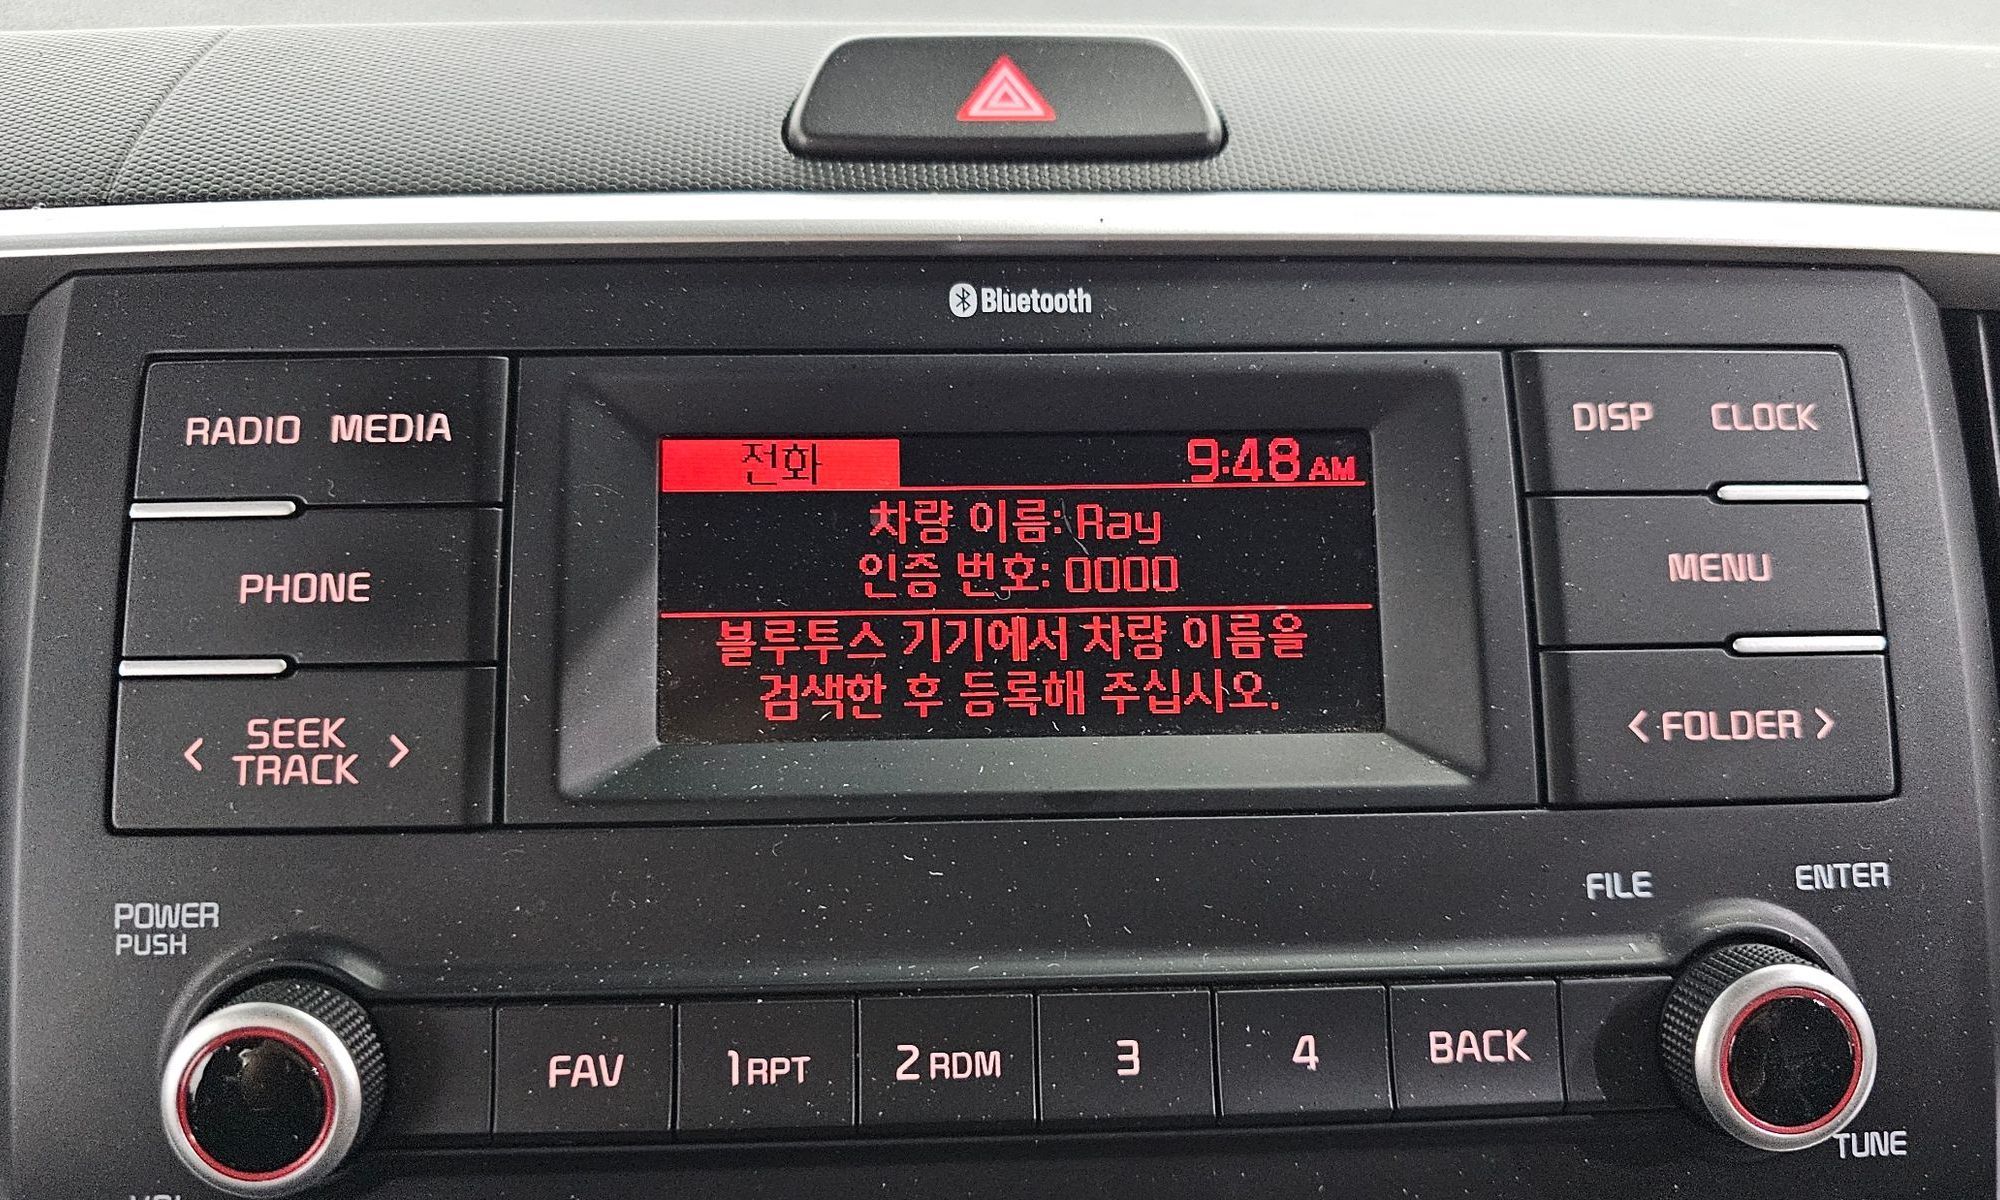 Bluetooth
RADIO MEDIA
DISP CLOCK
전화 9:48 AM
차량 이름: Ray
인증 번호: 0000
블루투스 기기에서 차량 이름을
검색한 후 등록해 주십시오.
PHONE
MENU
< SEEK TRACK >
< FOLDER >
POWER
PUSH
FILE
ENTER
FAV
1 RPT
2 RDM
3
4
BACK
TUNE